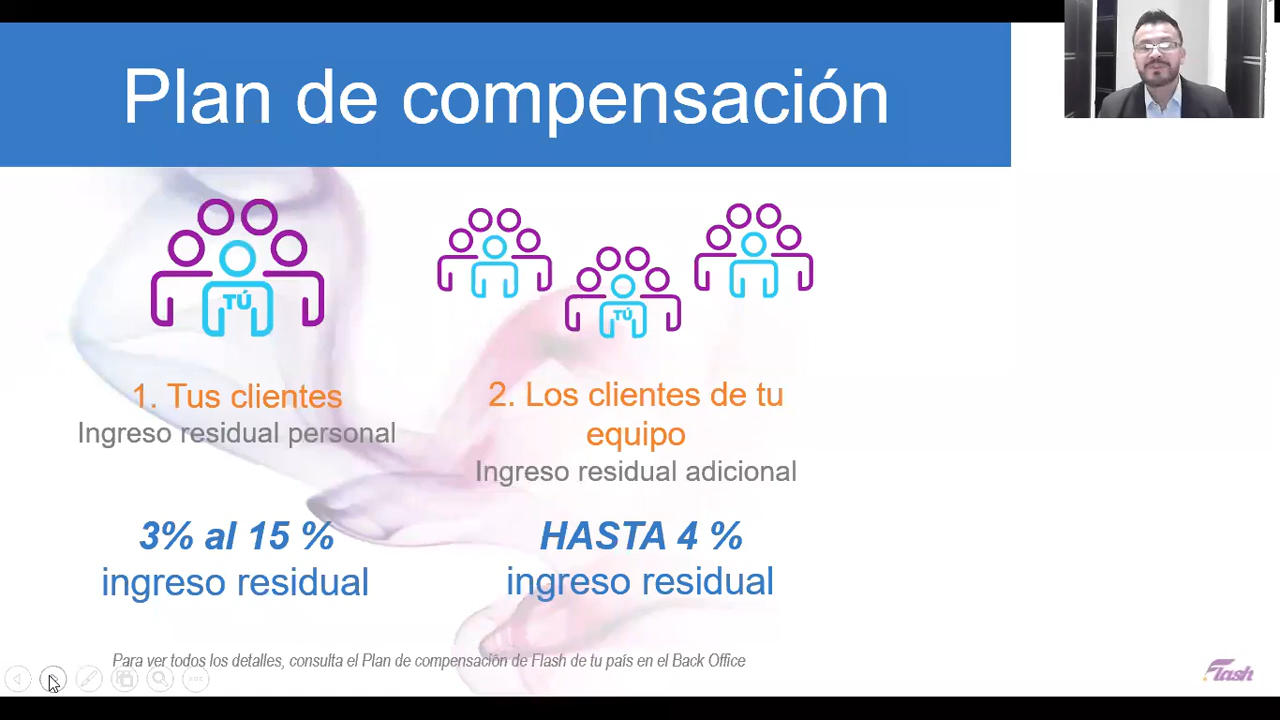 Plan de compensación
TÚ
TÚ
1. Tus clientes
Ingreso residual personal
3% al 15 %
ingreso residual
2. Los clientes de tu
equipo
Ingreso residual adicional
HASTA 4 %
ingreso residual
Para ver todos los detalles, consulta el Plan de compensación de Flash de tu país en el Back Office
Flash